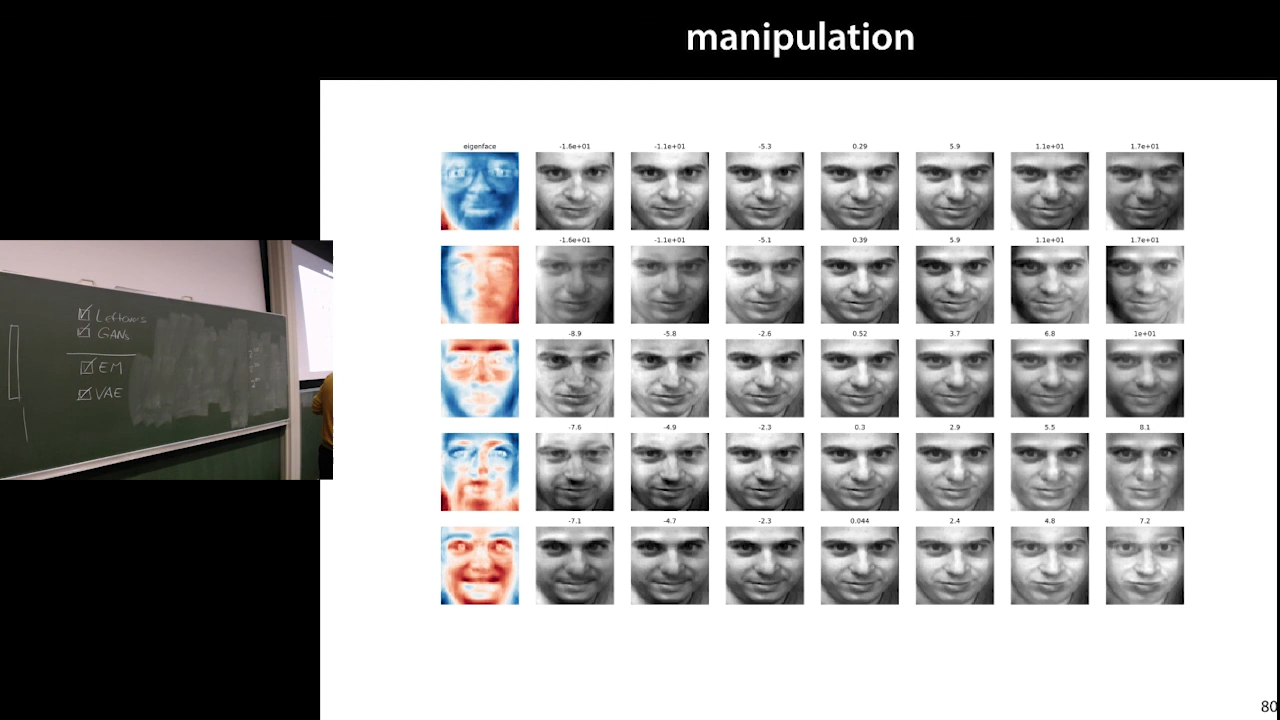 manipulation
eigenface -1.6e+01 -1.1e+01 -5.3 0.29 5.9 1.1e+01 1.7e+01
-1.6e+01 -1.1e+01 -5.1 0.39 5.9 1.1e+01 1.7e+01
-8.9 -5.8 -2.6 0.52 3.7 6.8 1e+01
-7.6 -4.9 -2.3 0.3 2.9 5.5 8.1
-7.1 -4.7 -2.3 0.044 2.4 4.8 7.2
Leftovers
GANs
EM
VAE
80